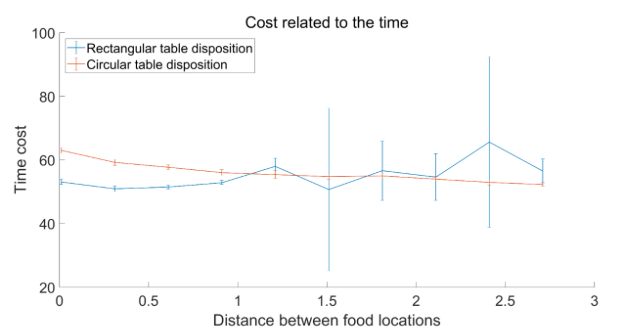 Cost related to the time
Rectangular table disposition
Circular table disposition
Time cost
100
80
60
40
20
0
0.5
1
1.5
2
2.5
3
Distance between food locations